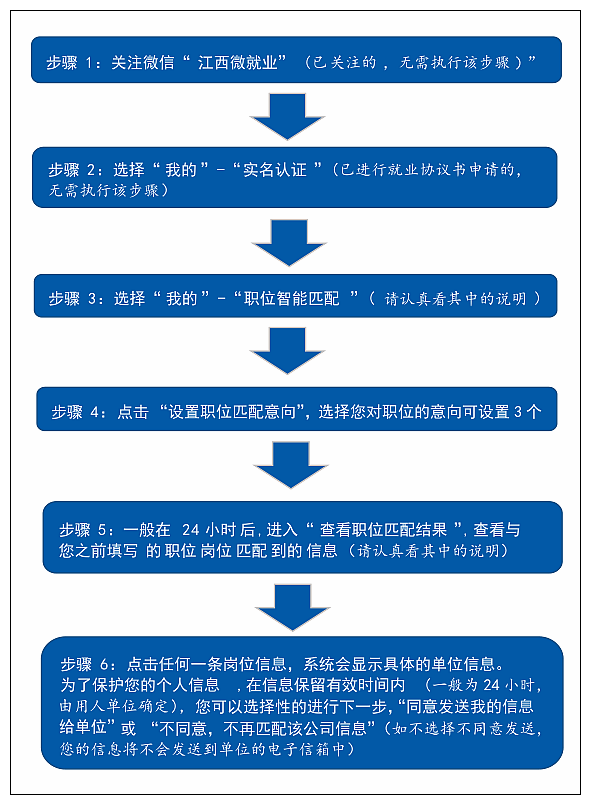 步骤 1：关注微信“ 江西微就业”（已关注的，无需执行该步骤）”
步骤 2：选择“我的”－“实名认证 ”（已进行就业协议书申请的，
无需执行该步骤）
步骤 3：选择“我的”－“职位智能匹配 ”（ 请认真看其中的说明 ）
步骤 4：点击 “设置职位匹配意向”，选择您对职位的意向可设置 3 个
步骤 5：一般在 24 小时后,进入“ 查看职位匹配结果 ”,查看与
您之前填写 的职位 岗位 匹配 到的 信息（请认真看其中的说明）
步骤 6：点击任何一条岗位信息，系统会显示具体的单位信息。
为了保护您的个人信息 ,在信息保留有效时间内 （一般为 24 小时，
由用人单位确定），您可以选择性的进行下一步，“同意发送我的信息
给单位”或 “不同意，不再匹配该公司信息”（如不选择不同意发送，
您的信息将不会发送到单位的电子信箱中）